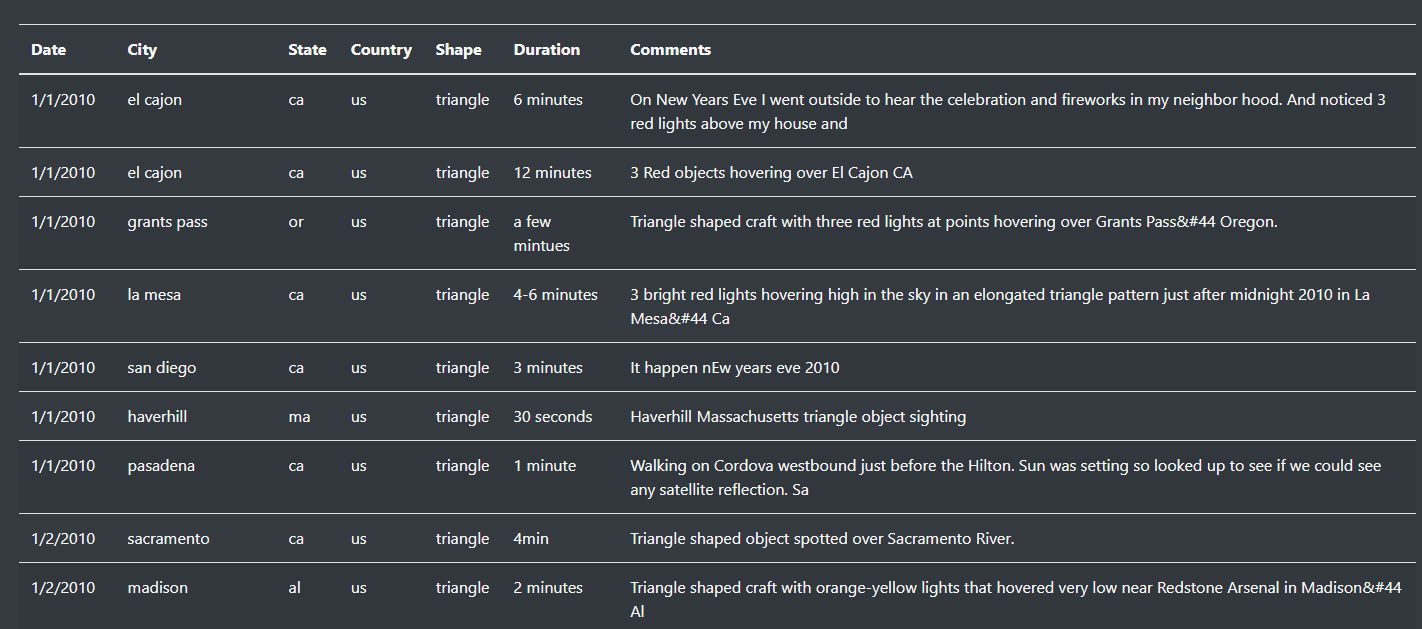 Date City State Country Shape Duration Comments
1/1/2010 el cajon ca us triangle 6 minutes On New Years Eve I went outside to hear the celebration and fireworks in my neighbor hood. And noticed 3
red lights above my house and
1/1/2010 el cajon ca us triangle 12 minutes 3 Red objects hovering over El Cajon CA
1/1/2010 grants pass or us triangle a few Triangle shaped craft with three red lights at points hovering over Grants Pass&#44 Oregon.
mintues
1/1/2010 la mesa ca us triangle 4-6 minutes 3 bright red lights hovering high in the sky in an elongated triangle pattern just after midnight 2010 in La
Mesa&#44 Ca
1/1/2010 san diego ca us triangle 3 minutes It happen nEw years eve 2010
1/1/2010 haverhill ma us triangle 30 seconds Haverhill Massachusetts triangle object sighting
1/1/2010 pasadena ca us triangle 1 minute Walking on Cordova westbound just before the Hilton. Sun was setting so looked up to see if we could see
any satellite reflection. Sa
1/2/2010 sacramento ca us triangle 4min Triangle shaped object spotted over Sacramento River.
1/2/2010 madison al us triangle 2 minutes Triangle shaped craft with orange-yellow lights that hovered very low near Redstone Arsenal in Madison&#44
Al